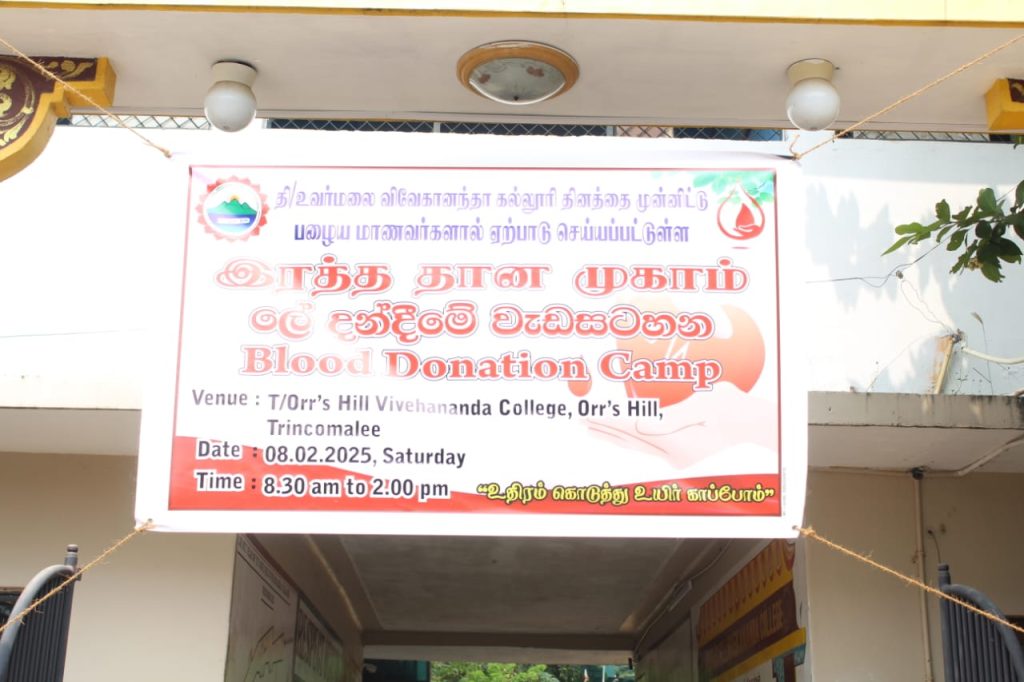 தி/உவர்மலை விவேகானந்தா கல்லூரி தினத்தை முன்னிட்டு
பழைய மாணவர்களால் ஏற்பாடு செய்யப்பட்டுள்ள
இரத்த தான முகாம்
ලේ දන්දීමේ වැඩසටහන
Blood Donation Camp
Venue : T/Orr's Hill Vivehananda College, Orr's Hill,
Trincomalee
Date : 08.02.2025, Saturday
Time : 8.30 am to 2.00 pm
“உதிரம் கொடுத்து உயிர் காப்போம்”